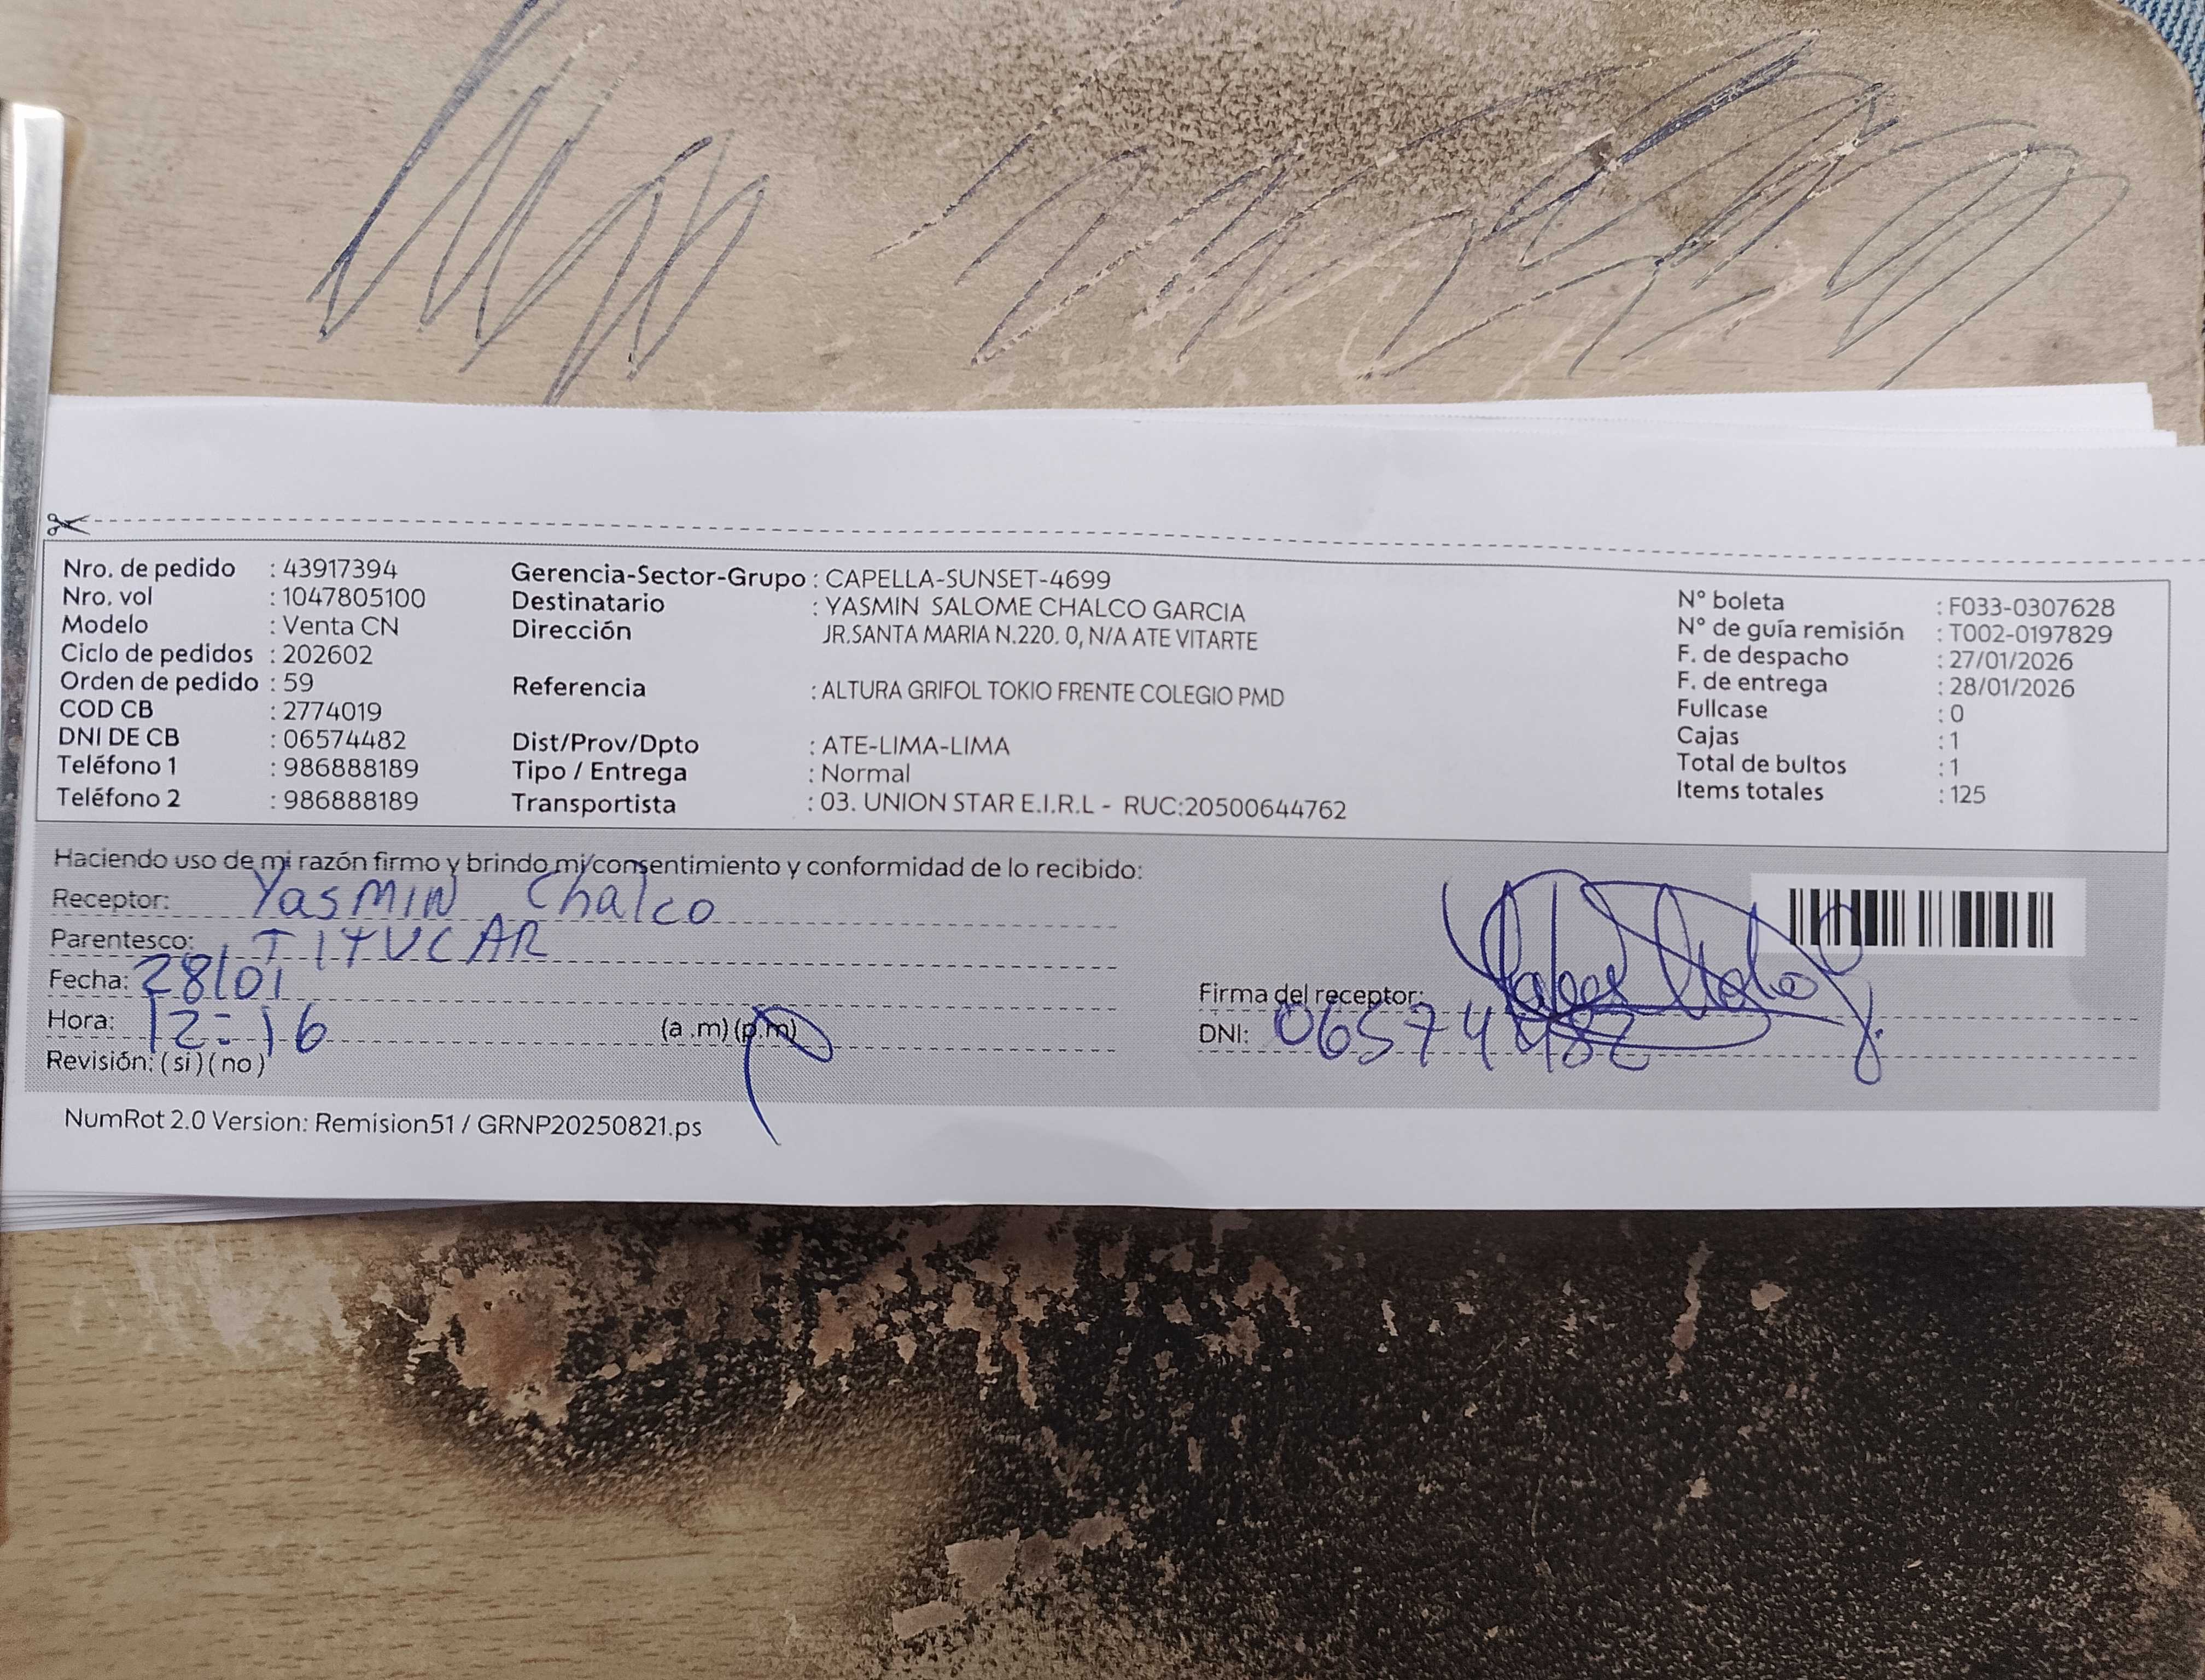 Nro. de pedido : 43917394
Nro. vol : 1047805100
Modelo : Venta CN
Ciclo de pedidos : 202602
Orden de pedido : 59
COD CB : 2774019
DNI DE CB : 06574482
Teléfono 1 : 986888189
Teléfono 2 : 986888189
Gerencia-Sector-Grupo : CAPELLA-SUNSET-4699
Destinatario : YASMIN SALOME CHALCO GARCIA
Dirección JR.SANTA MARIA N.220. 0, N/A ATE VITARTE
Referencia : ALTURA GRIFOL TOKIO FRENTE COLEGIO PMD
Dist/Prov/Dpto : ATE-LIMA-LIMA
Tipo / Entrega : Normal
Transportista : 03. UNION STAR E.I.R.L - RUC:20500644762
N° boleta : F033-0307628
N° de guía remisión : T002-0197829
F. de despacho : 27/01/2026
F. de entrega : 28/01/2026
Fullcase : 0
Cajas : 1
Total de bultos : 1
Items totales : 125
Haciendo uso de mi razón firmo y brindo mi consentimiento y conformidad de lo recibido:
Receptor: Yasmin Chalco
Parentesco: TITULAR
Fecha: 28/01
Hora: 12:16 (a .m) (p.m)
Revisión: ( si ) ( no )
Firma del receptor:
DNI: 06574482
NumRot 2.0 Version: Remision51 / GRNP20250821.ps